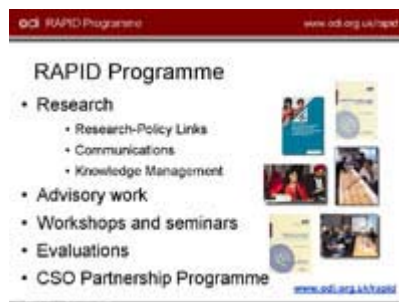 odi RAPID Programme
www.odi.org.uk/rapid
RAPID Programme
• Research
• Research-Policy Links
• Communications
• Knowledge Management
• Advisory work
• Workshops and seminars
• Evaluations
• CSO Partnership Programme
www.odi.org.uk/rapid